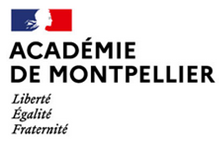 ACADÉMIE
DE MONTPELLIER
Liberté
Égalité
Fraternité